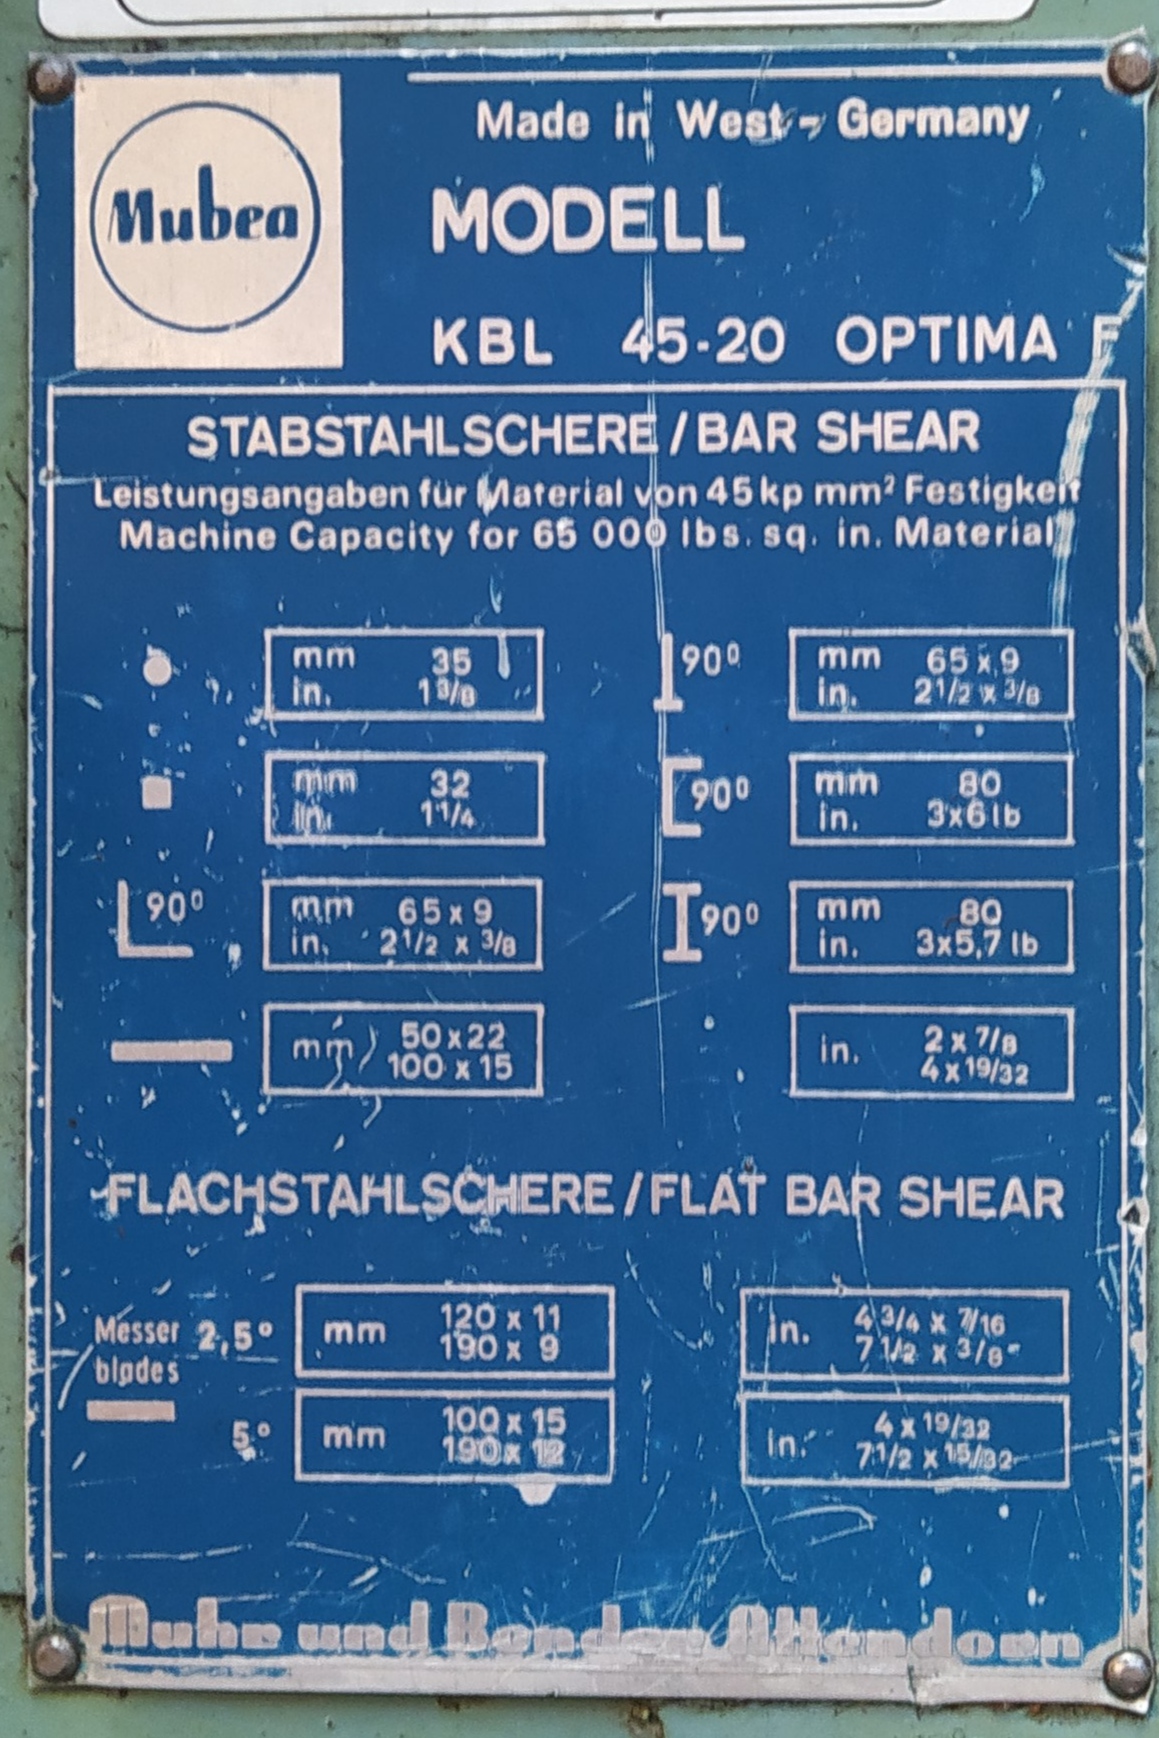 Mubea
Made in West-Germany
MODELL
KBL 45-20 OPTIMA F
STABSTAHLSCHERE/BAR SHEAR
Leistungsangaben für Material von 45 kp mm² Festigkeit
Machine Capacity for 65 000 lbs. sq. in. Material
mm 35
in. 1 3/8
90° mm 65 x 9
in. 2 1/2 x 3/8
mm 32
in. 1 1/4
90° mm 80
in. 3x6 lb
90° mm 65 x 9
in. 2 1/2 x 3/8
90° mm 80
in. 3x5,7 lb
mm 50 x 22
100 x 15
in. 2 x 7/8
4 x 19/32
FLACHSTAHLSCHERE/FLAT BAR SHEAR
Messer 2,5°
blades
mm 120 x 11
190 x 9
in. 4 3/4 x 7/16
7 1/2 x 3/8
5° mm 100 x 15
190 x 12
in. 4 x 19/32
7 1/2 x 15/32
Muhr und Bender Attendorn